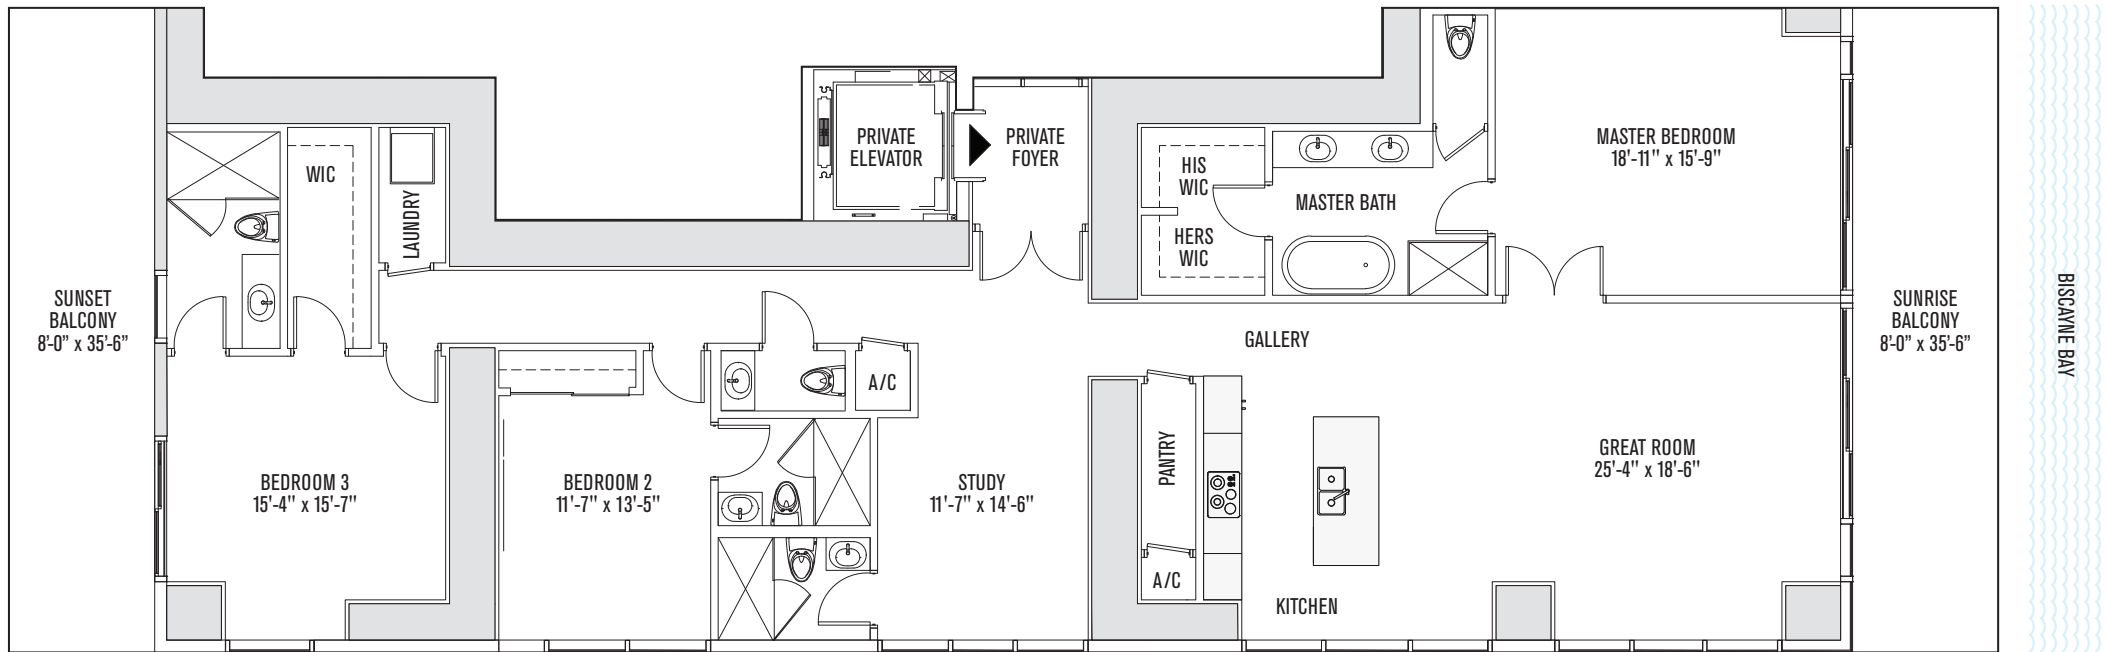 SUNSET
BALCONY
8'-0” x 35'-6”
WIC
LAUNDRY
BEDROOM 3
15'-4" x 15'-7"
BEDROOM 2
11'-7" x 13'-5"
A/C
STUDY
11'-7" x 14'-6"
PRIVATE
ELEVATOR
PRIVATE
FOYER
HIS
WIC
HERS
WIC
MASTER BATH
MASTER BEDROOM
18'-11" x 15'-9"
GALLERY
PANTRY
A/C
KITCHEN
GREAT ROOM
25'-4" x 18'-6"
SUNRISE
BALCONY
8'-0” x 35'-6”
BISCAYNE BAY